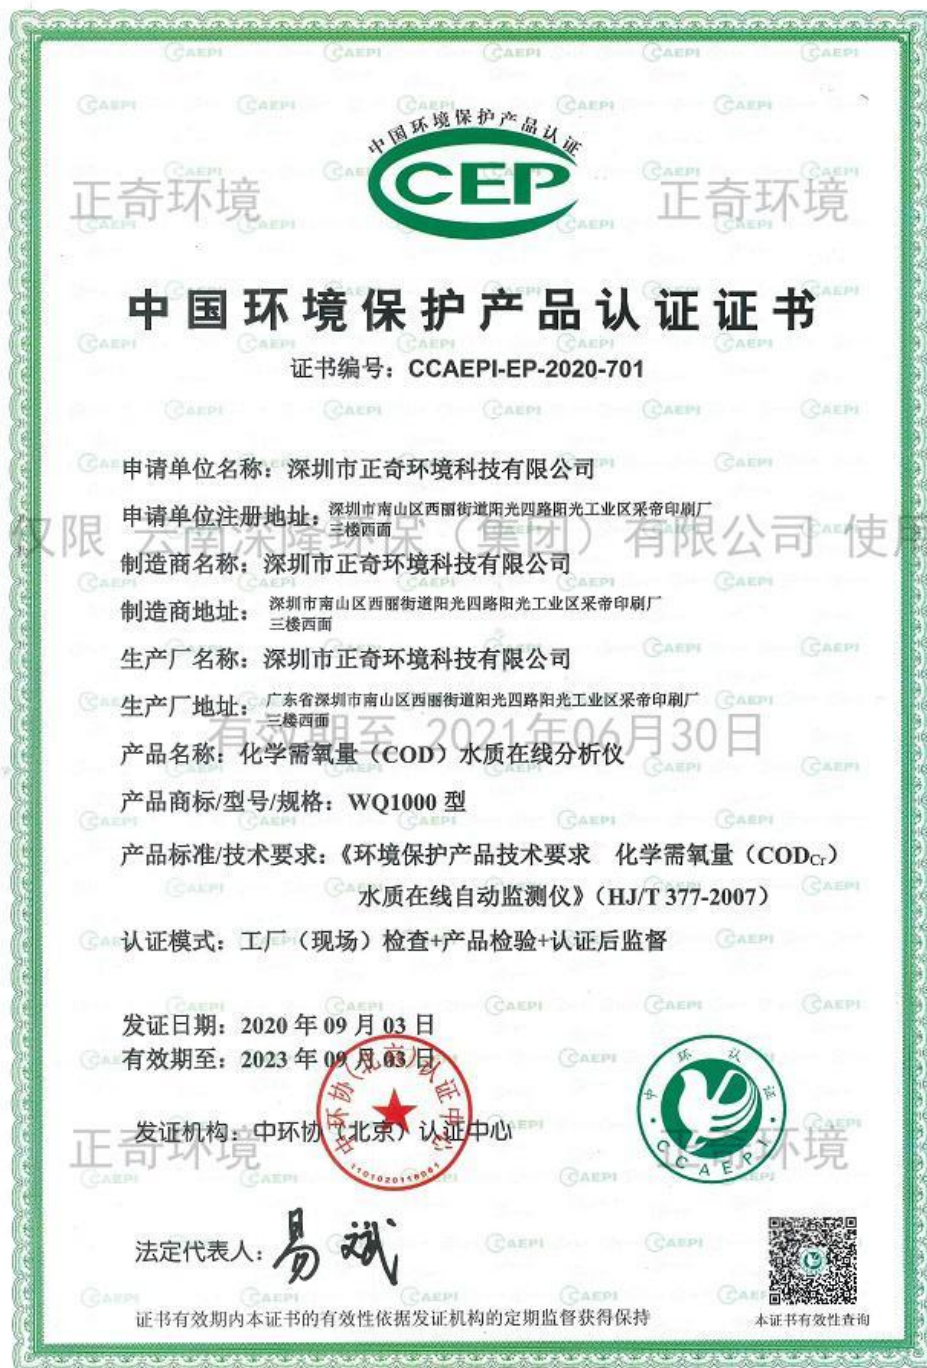 中国环境保护产品认证
CEP
正奇环境
正奇环境
中国环境保护产品认证证书
证书编号：CCAEPI-EP-2020-701
申请单位名称：深圳市正奇环境科技有限公司
申请单位注册地址：深圳市南山区西丽街道阳光四路阳光工业区采帝印刷厂
三楼西面
仅限 云南深隆环保（集团）有限公司 使用
制造商名称：深圳市正奇环境科技有限公司
制造商地址：深圳市南山区西丽街道阳光四路阳光工业区采帝印刷厂
三楼西面
生产厂名称：深圳市正奇环境科技有限公司
生产厂地址：广东省深圳市南山区西丽街道阳光四路阳光工业区采帝印刷厂
三楼西面
有效期至 2021年06月30日
产品名称：化学需氧量（COD）水质在线分析仪
产品商标/型号/规格：WQ1000 型
产品标准/技术要求：《环境保护产品技术要求 化学需氧量（CODCr）
水质在线自动监测仪》（HJ/T 377-2007）
认证模式：工厂（现场）检查+产品检验+认证后监督
发证日期：2020 年 09 月 03 日
有效期至：2023 年 09 月 03 日
中环协(北京)认证中心
中环认证
CCAEPI
发证机构：中环协（北京）认证中心
正奇环境
正奇环境
法定代表人：易斌
证书有效期内本证书的有效性依据发证机构的定期监督获得保持
本证书有效性查询